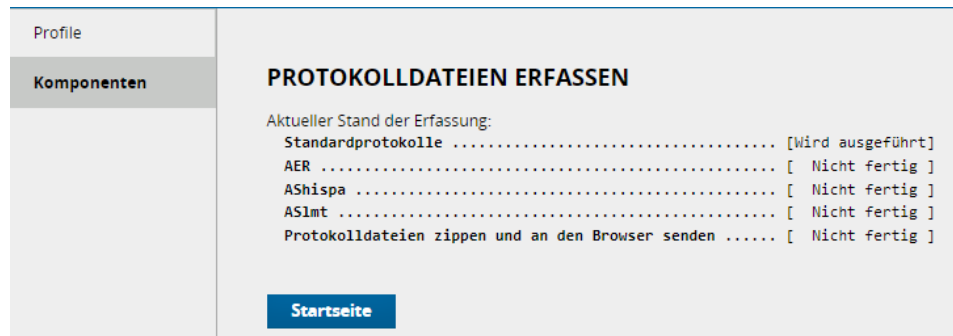 Profile
Komponenten
PROTOKOLLDATEIEN ERFASSEN
Aktueller Stand der Erfassung:
Standardprotokolle ..................................... [Wird ausgeführt]
AER .................................................... [ Nicht fertig ]
AShispa ................................................ [ Nicht fertig ]
ASlmt .................................................. [ Nicht fertig ]
Protokolldateien zippen und an den Browser senden ...... [ Nicht fertig ]
Startseite